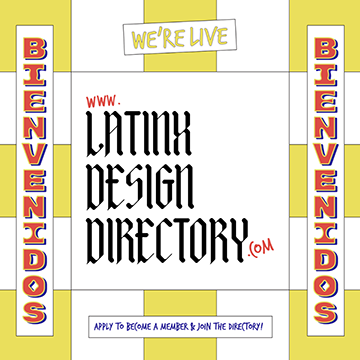 WE'RE LIVE
BIENVENIDOS
WWW.
LATINX
DESIGN
DIRECTORY.COM
BIENVENIDOS
APPLY TO BECOME A MEMBER & JOIN THE DIRECTORY!